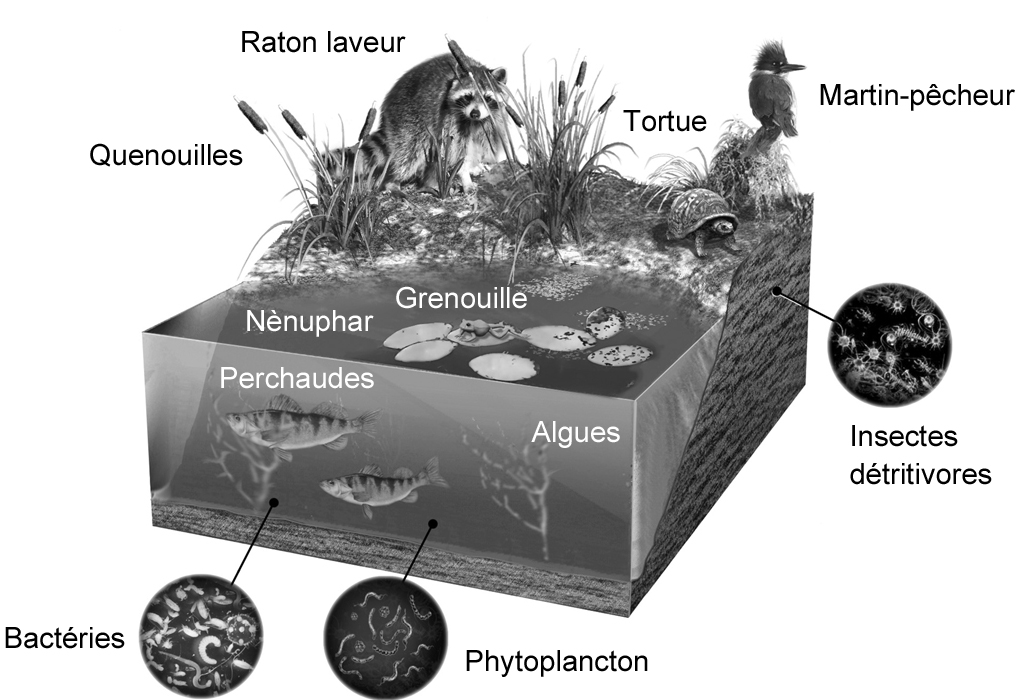 Raton laveur
Martin-pêcheur
Tortue
Quenouilles
Grenouille
Nènuphar
Perchaudes
Algues
Insectes
détritivores
Bactéries
Phytoplancton